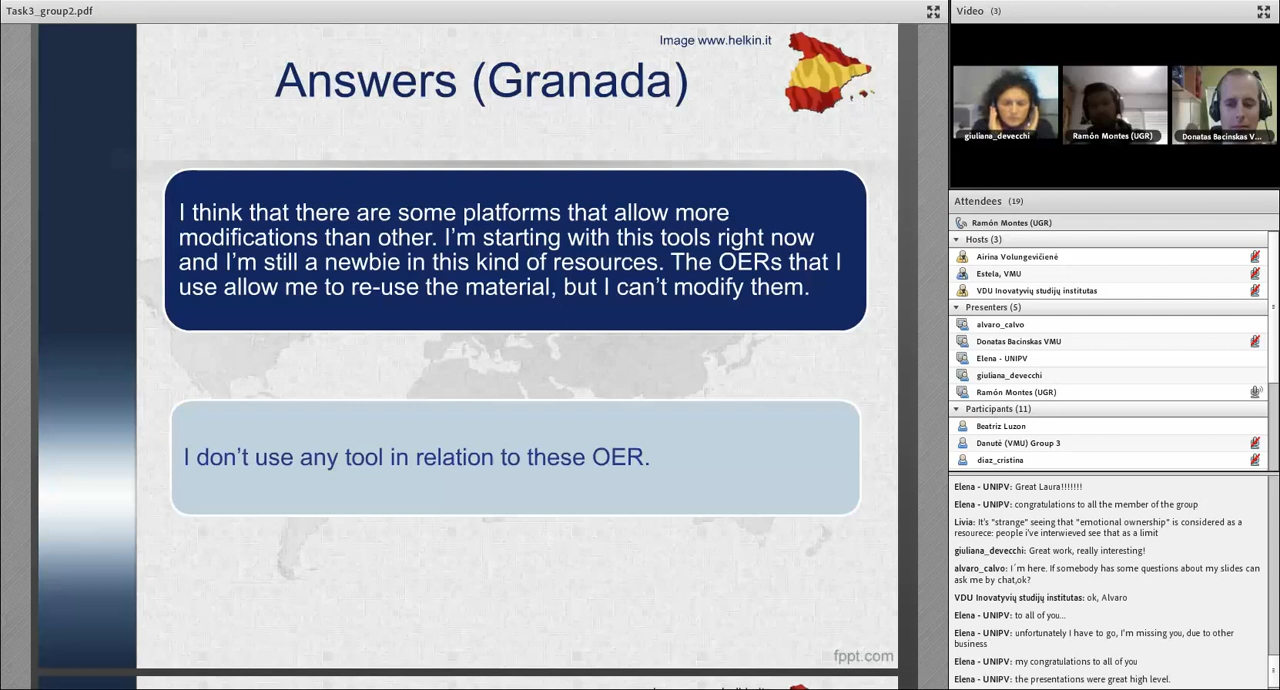 Task3_group2.pdf
Image www.helkin.it
Answers (Granada)
I think that there are some platforms that allow more
modifications than other. I'm starting with this tools right now
and I'm still a newbie in this kind of resources. The OERs that I
use allow me to re-use the material, but I can't modify them.
I don't use any tool in relation to these OER.
fppt.com
Video (3)
giuliana_devecchi
Ramón Montes (UGR)
Donatas Bacinskas V...
Attendees (19)
Ramón Montes (UGR)
Hosts (3)
Airina Volungevičienė
Estela, VMU
VDU Inovatyvių studijų institutas
Presenters (5)
alvaro_calvo
Donatas Bacinskas VMU
Elena - UNIPV
giuliana_devecchi
Ramón Montes (UGR)
Participants (11)
Beatriz Luzon
Danutė (VMU) Group 3
diaz_cristina
Elena - UNIPV: Great Laura!!!!!!!
Elena - UNIPV: congratulations to all the member of the group
Livia: It's "strange" seeing that "emotional ownership" is considered as a
resourece: people i've interwieved see that as a limit
giuliana_devecchi: Great work, really interesting!
alvaro_calvo: I´m here. If somebody has some questions about my slides can
ask me by chat,ok?
VDU Inovatyvių studijų institutas: ok, Alvaro
Elena - UNIPV: to all of you...
Elena - UNIPV: unfortunately I have to go, I'm missing you, due to other
business
Elena - UNIPV: my congratulations to all of you
Elena - UNIPV: the presentations were great high level.